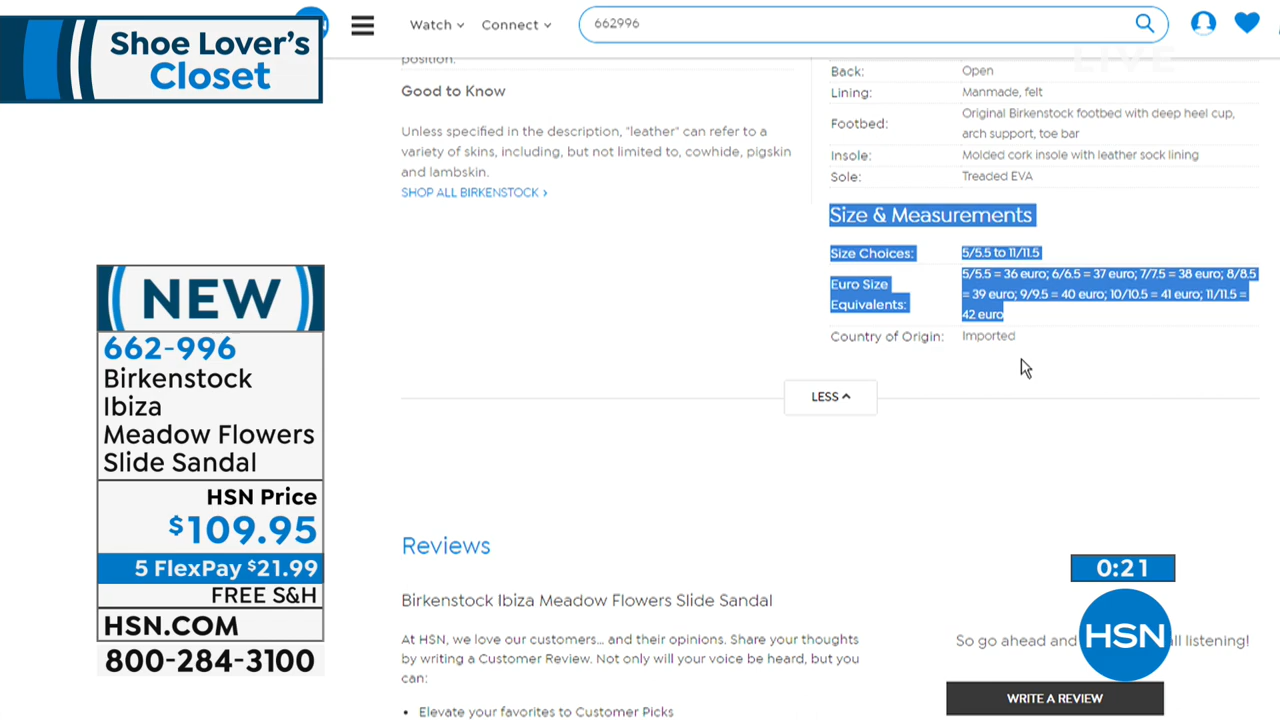 Shoe Lover's
Closet
Watch
Connect
662996
LIVE
position.
Good to Know
Unless specified in the description, "leather" can refer to a
variety of skins, including, but not limited to, cowhide, pigskin
and lambskin.
SHOP ALL BIRKENSTOCK >
Back: Open
Lining: Manmade, felt
Footbed: Original Birkenstock footbed with deep heel cup,
arch support, toe bar
Insole: Molded cork insole with leather sock lining
Sole: Treaded EVA
Size & Measurements
Size Choices: 5/5.5 to 11/11.5
Euro Size
Equivalents:
5/5.5 = 36 euro; 6/6.5 = 37 euro; 7/7.5 = 38 euro; 8/8.5
= 39 euro; 9/9.5 = 40 euro; 10/10.5 = 41 euro; 11/11.5 =
42 euro
Country of Origin: Imported
LESS
NEW
662-996
Birkenstock
Ibiza
Meadow Flowers
Slide Sandal
HSN Price
$109.95
5 FlexPay $21.99
FREE S&H
HSN.COM
800-284-3100
Reviews
Birkenstock Ibiza Meadow Flowers Slide Sandal
At HSN, we love our customers... and their opinions. Share your thoughts
by writing a Customer Review. Not only will your voice be heard, but you
can:
• Elevate your favorites to Customer Picks
0:21
So go ahead and
HSN
all listening!
WRITE A REVIEW